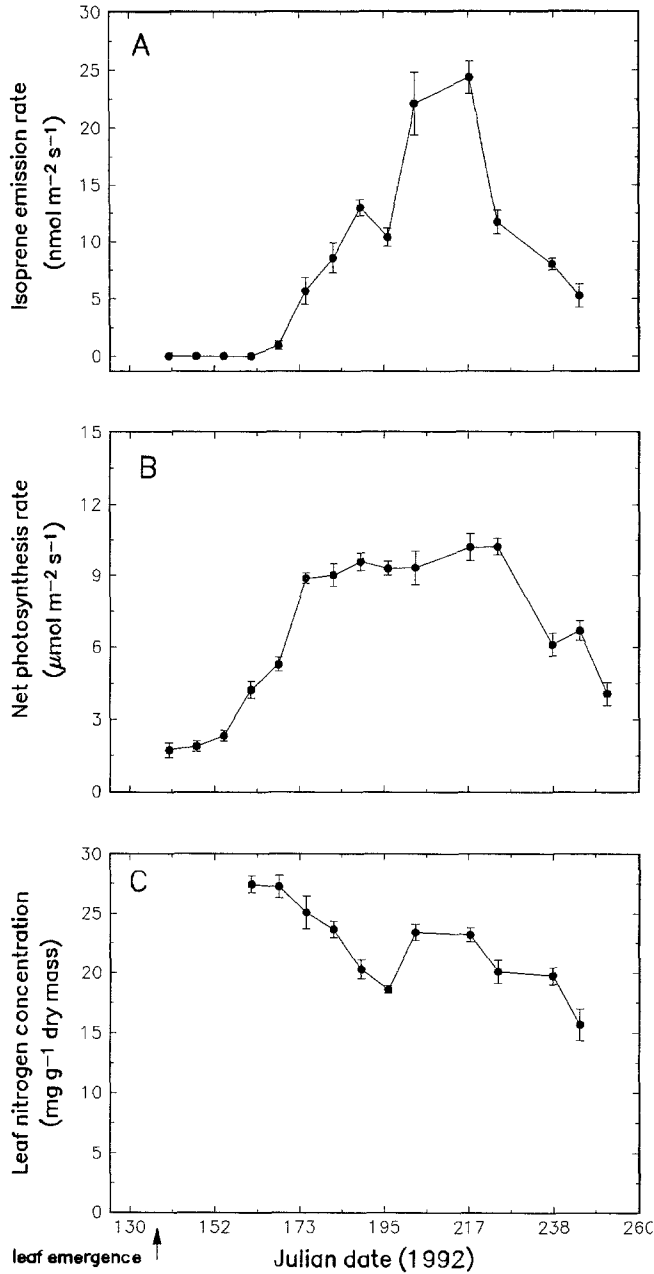 30
A
25
20
15
10
5
0
Isoprene emission rate
(nmol m−2 s−1)
15
B
12
9
6
3
0
Net photosynthesis rate
(μmol m−2 s−1)
30
C
25
20
15
10
5
0
Leaf nitrogen concentration
(mg g−1 dry mass)
130 152 173 195 217 238 260
leaf emergence
Julian date (1992)